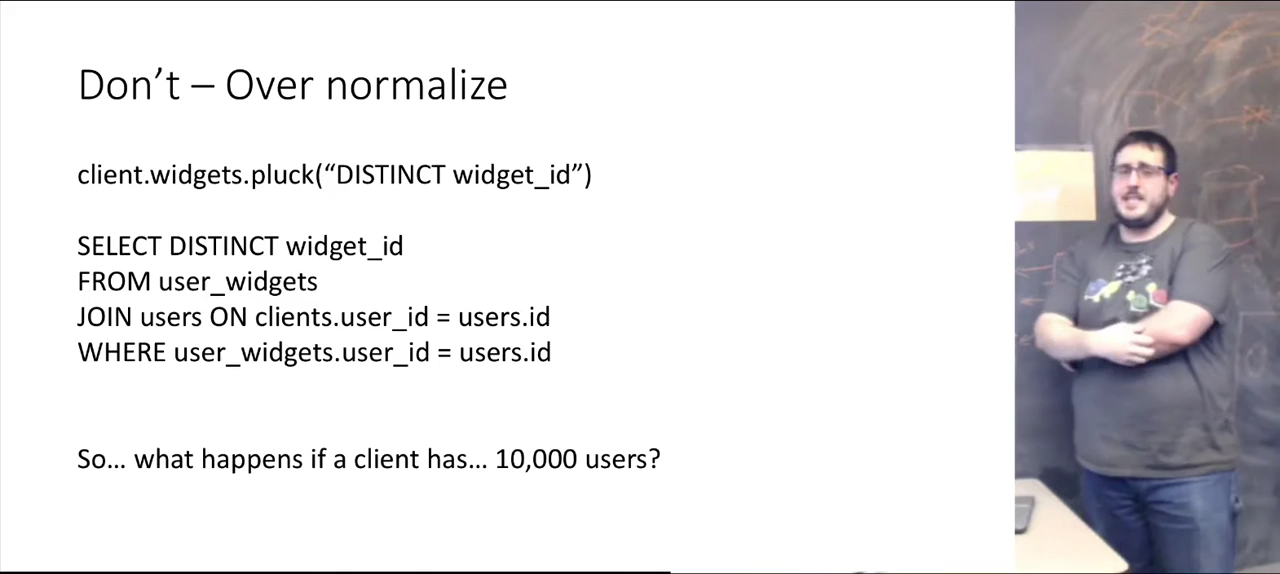 Don’t – Over normalize
client.widgets.pluck(“DISTINCT widget_id”)
SELECT DISTINCT widget_id
FROM user_widgets
JOIN users ON clients.user_id = users.id
WHERE user_widgets.user_id = users.id
So... what happens if a client has... 10,000 users?